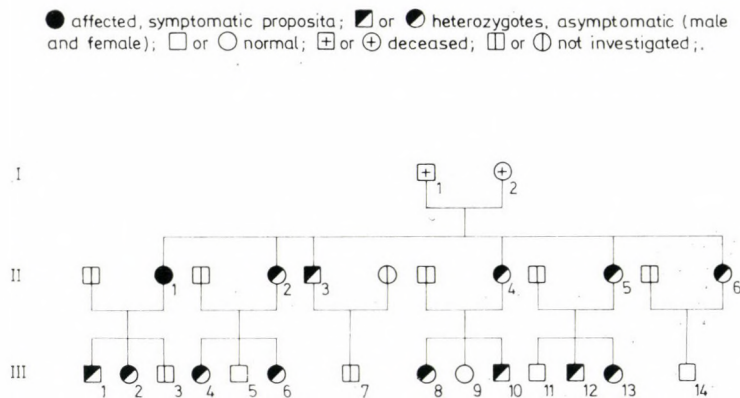 affected, symptomatic proposita; or heterozygotes, asymptomatic (male
and female); or normal; or deceased; or not investigated;.
I
1 2
II
1 2 3 4 5 6
III
1 2 3 4 5 6 7 8 9 10 11 12 13 14